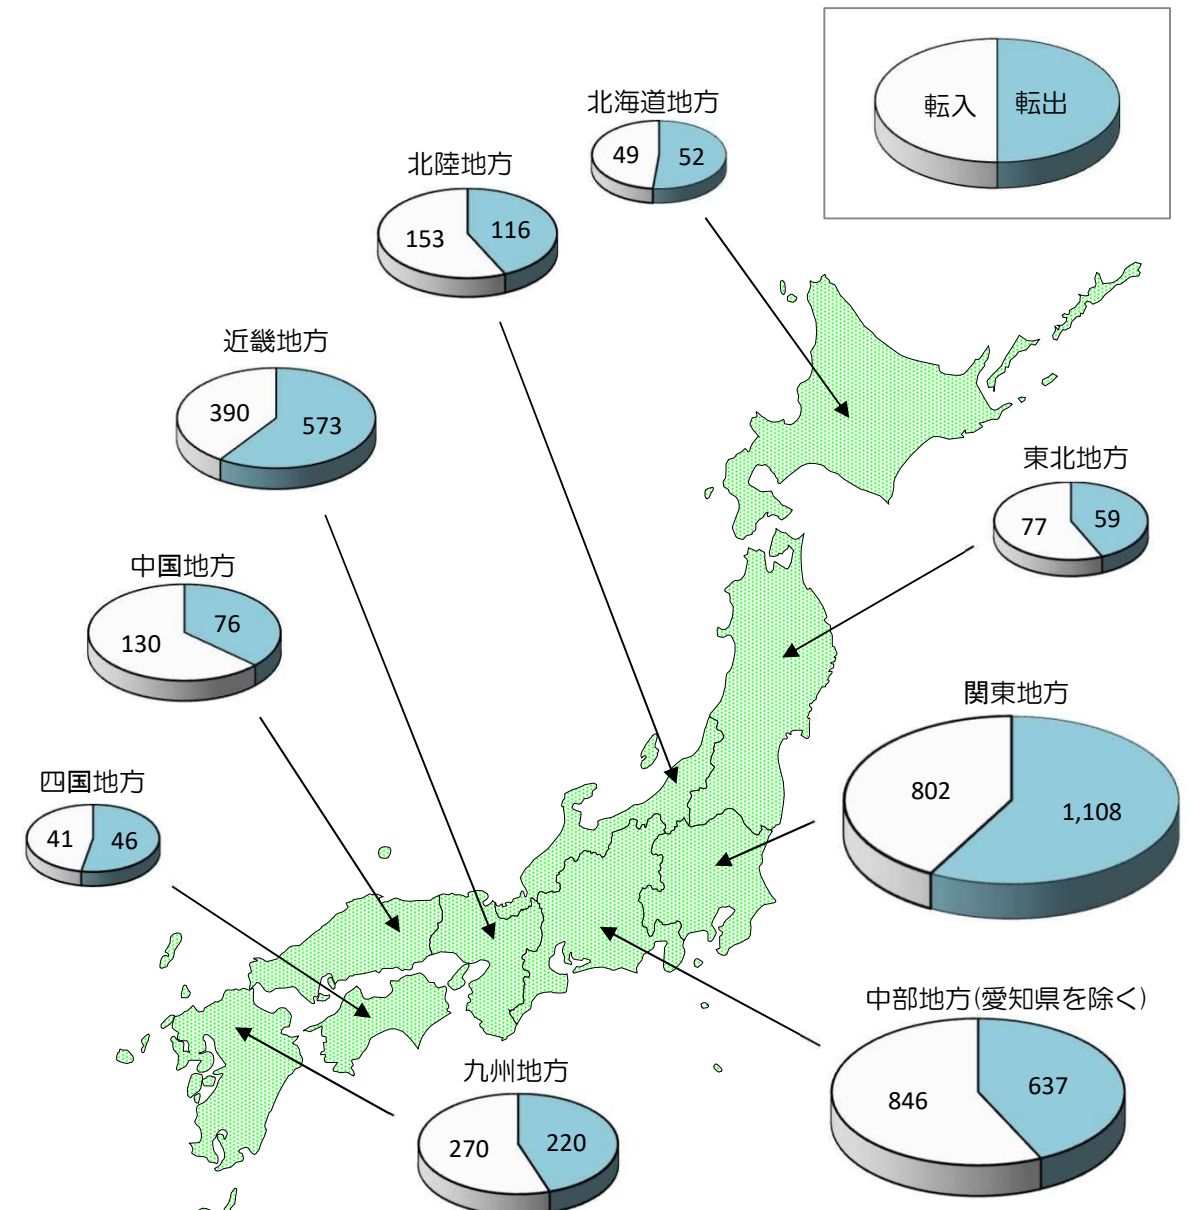 転入 転出
北海道地方
49 52
北陸地方
153 116
近畿地方
390 573
東北地方
77 59
中国地方
130 76
関東地方
802 1,108
四国地方
41 46
中部地方(愛知県を除く)
846 637
九州地方
270 220